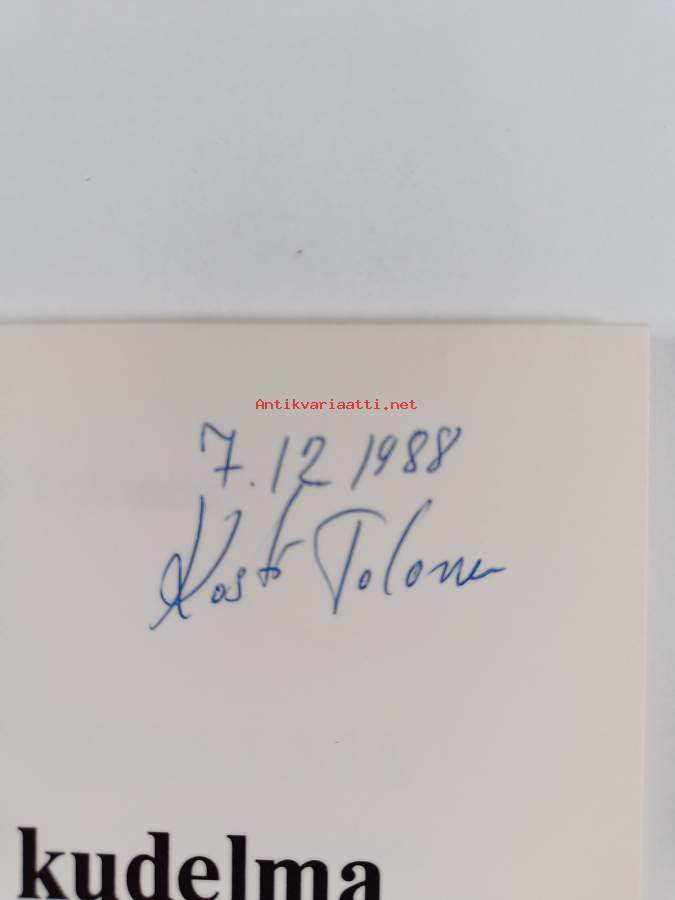 Antikvariaatti.net
7.12 1988
Kosti Tolonen
kudelma